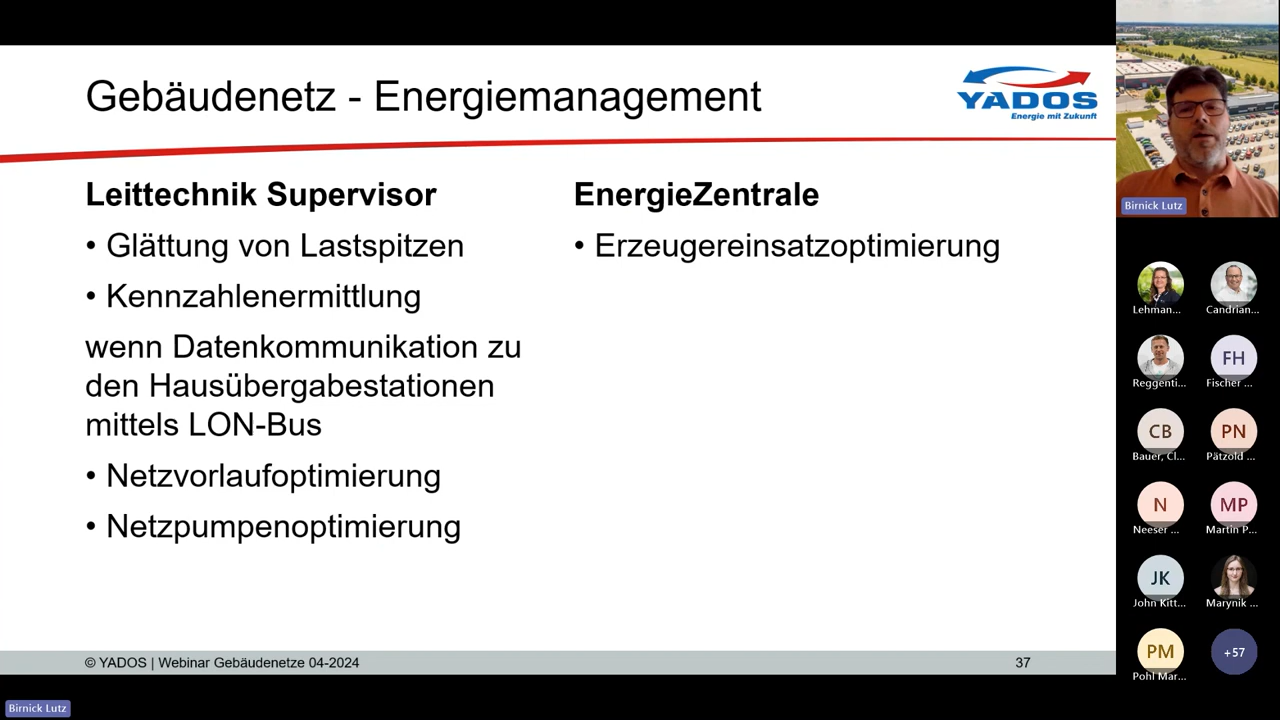 Gebäudenetz - Energiemanagement
YADOS
Energie mit Zukunft
Leittechnik Supervisor
• Glättung von Lastspitzen
• Kennzahlenermittlung
wenn Datenkommunikation zu
den Hausübergabestationen
mittels LON-Bus
• Netzvorlaufoptimierung
• Netzpumpenoptimierung
EnergieZentrale
• Erzeugereinsatzoptimierung
© YADOS | Webinar Gebäudenetze 04-2024
37
Birnick Lutz
Lehman...
Candrian...
Reggenti...
FH
Fischer ...
CB
Bauer, Cl...
PN
Pätzold ...
N
Neeser ...
MP
Martin P...
JK
John Kitt...
Marynik ...
PM
Pohl Mar...
+57
Birnick Lutz